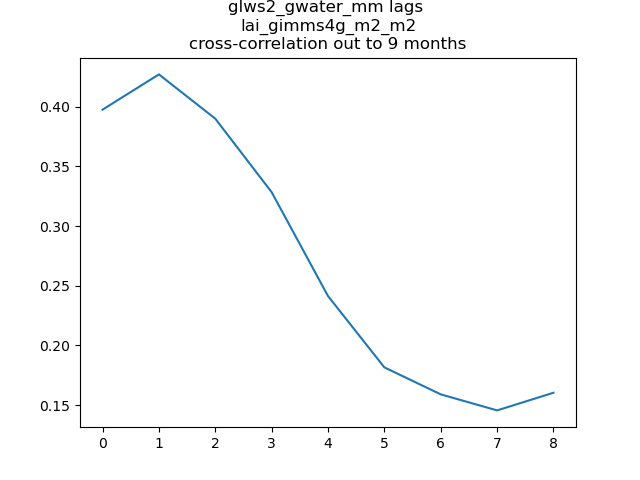 glws2_gwater_mm lags
lai_gimms4g_m2_m2
cross-correlation out to 9 months
0.40
0.35
0.30
0.25
0.20
0.15
0 1 2 3 4 5 6 7 8